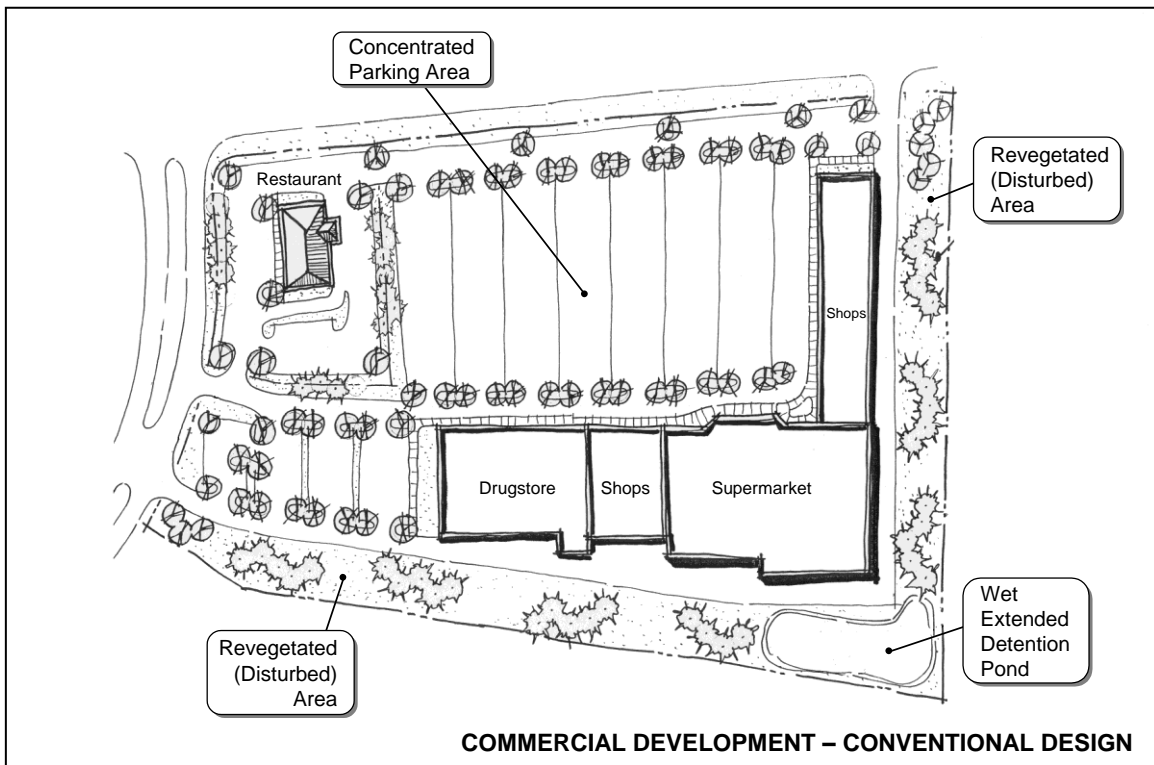 Concentrated
Parking Area
Restaurant
Revegetated
(Disturbed)
Area
Shops
Drugstore
Shops
Supermarket
Wet
Extended
Detention
Pond
Revegetated
(Disturbed)
Area
COMMERCIAL DEVELOPMENT – CONVENTIONAL DESIGN